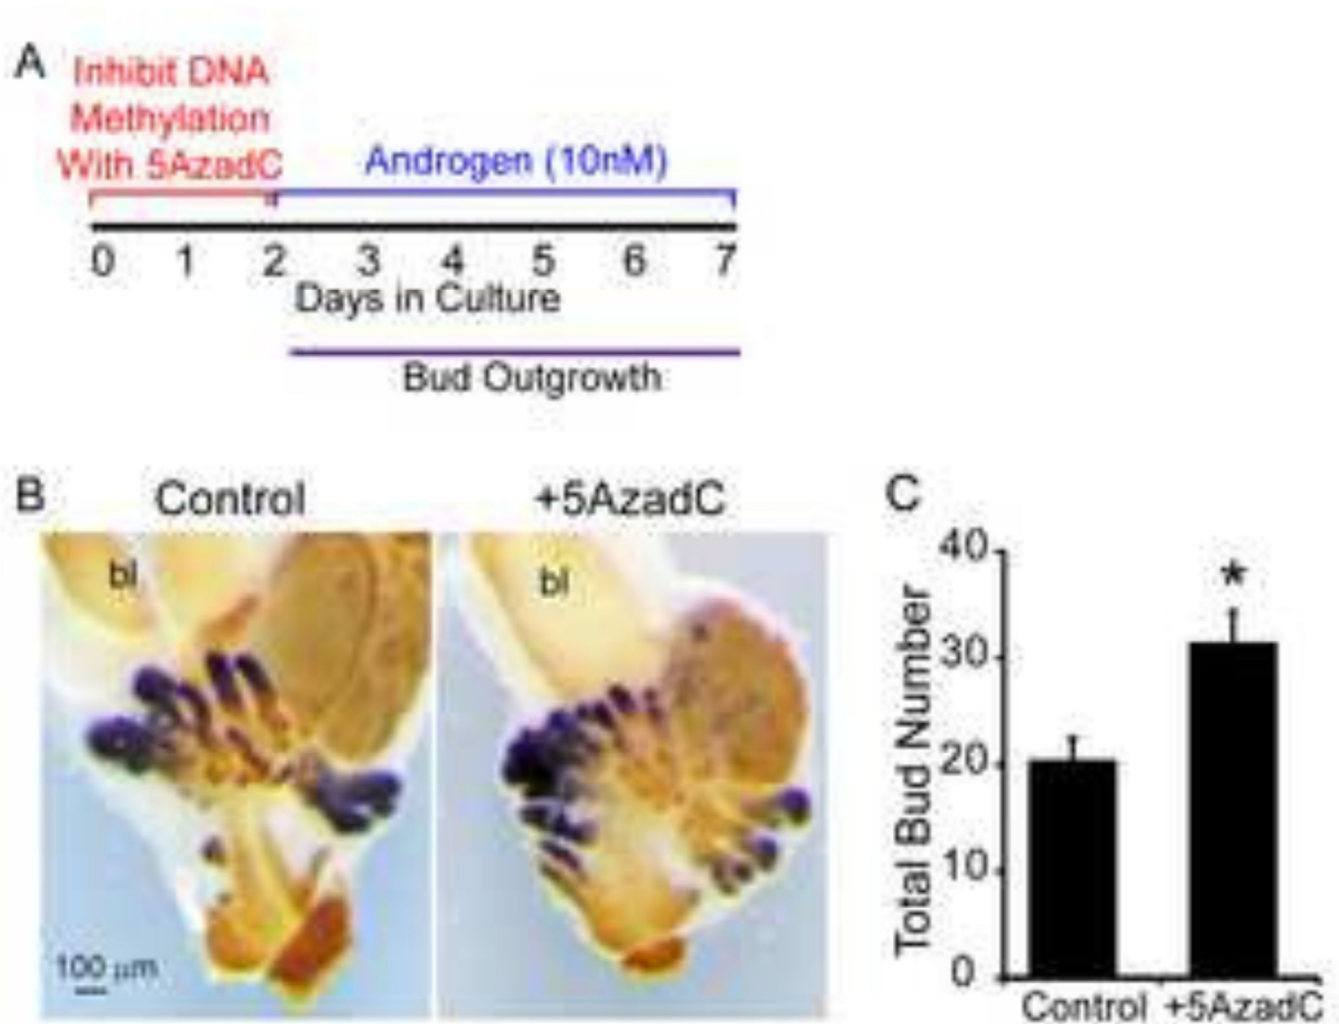 A
Inhibit DNA
Methylation
With 5AzadC
Androgen (10nM)
0 1 2 3 4 5 6 7
Days in Culture
Bud Outgrowth
B
Control
+5AzadC
bl
bl
100 µm
C
Total Bud Number
40
30
20
10
0
*
Control +5AzadC